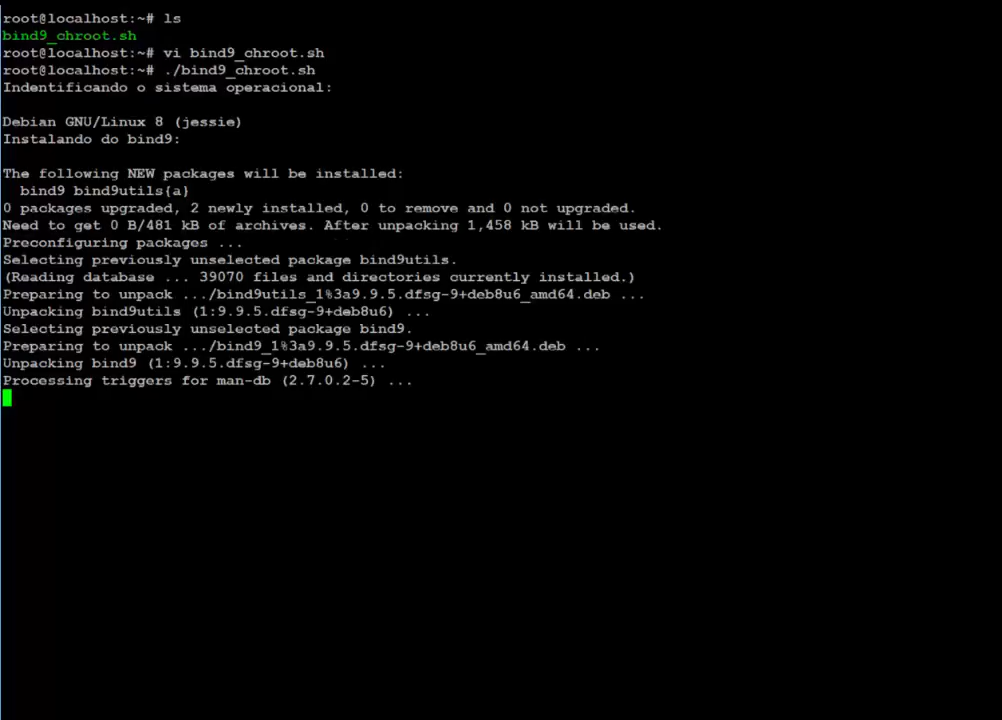 root@localhost:~# ls
bind9_chroot.sh
root@localhost:~# vi bind9_chroot.sh
root@localhost:~# ./bind9_chroot.sh
Indentificando o sistema operacional:
Debian GNU/Linux 8 (jessie)
Instalando do bind9:
The following NEW packages will be installed:
  bind9 bind9utils{a}
0 packages upgraded, 2 newly installed, 0 to remove and 0 not upgraded.
Need to get 0 B/481 kB of archives. After unpacking 1,458 kB will be used.
Preconfiguring packages ...
Selecting previously unselected package bind9utils.
(Reading database ... 39070 files and directories currently installed.)
Preparing to unpack .../bind9utils_1%3a9.9.5.dfsg-9+deb8u6_amd64.deb ...
Unpacking bind9utils (1:9.9.5.dfsg-9+deb8u6) ...
Selecting previously unselected package bind9.
Preparing to unpack .../bind9_1%3a9.9.5.dfsg-9+deb8u6_amd64.deb ...
Unpacking bind9 (1:9.9.5.dfsg-9+deb8u6) ...
Processing triggers for man-db (2.7.0.2-5) ...